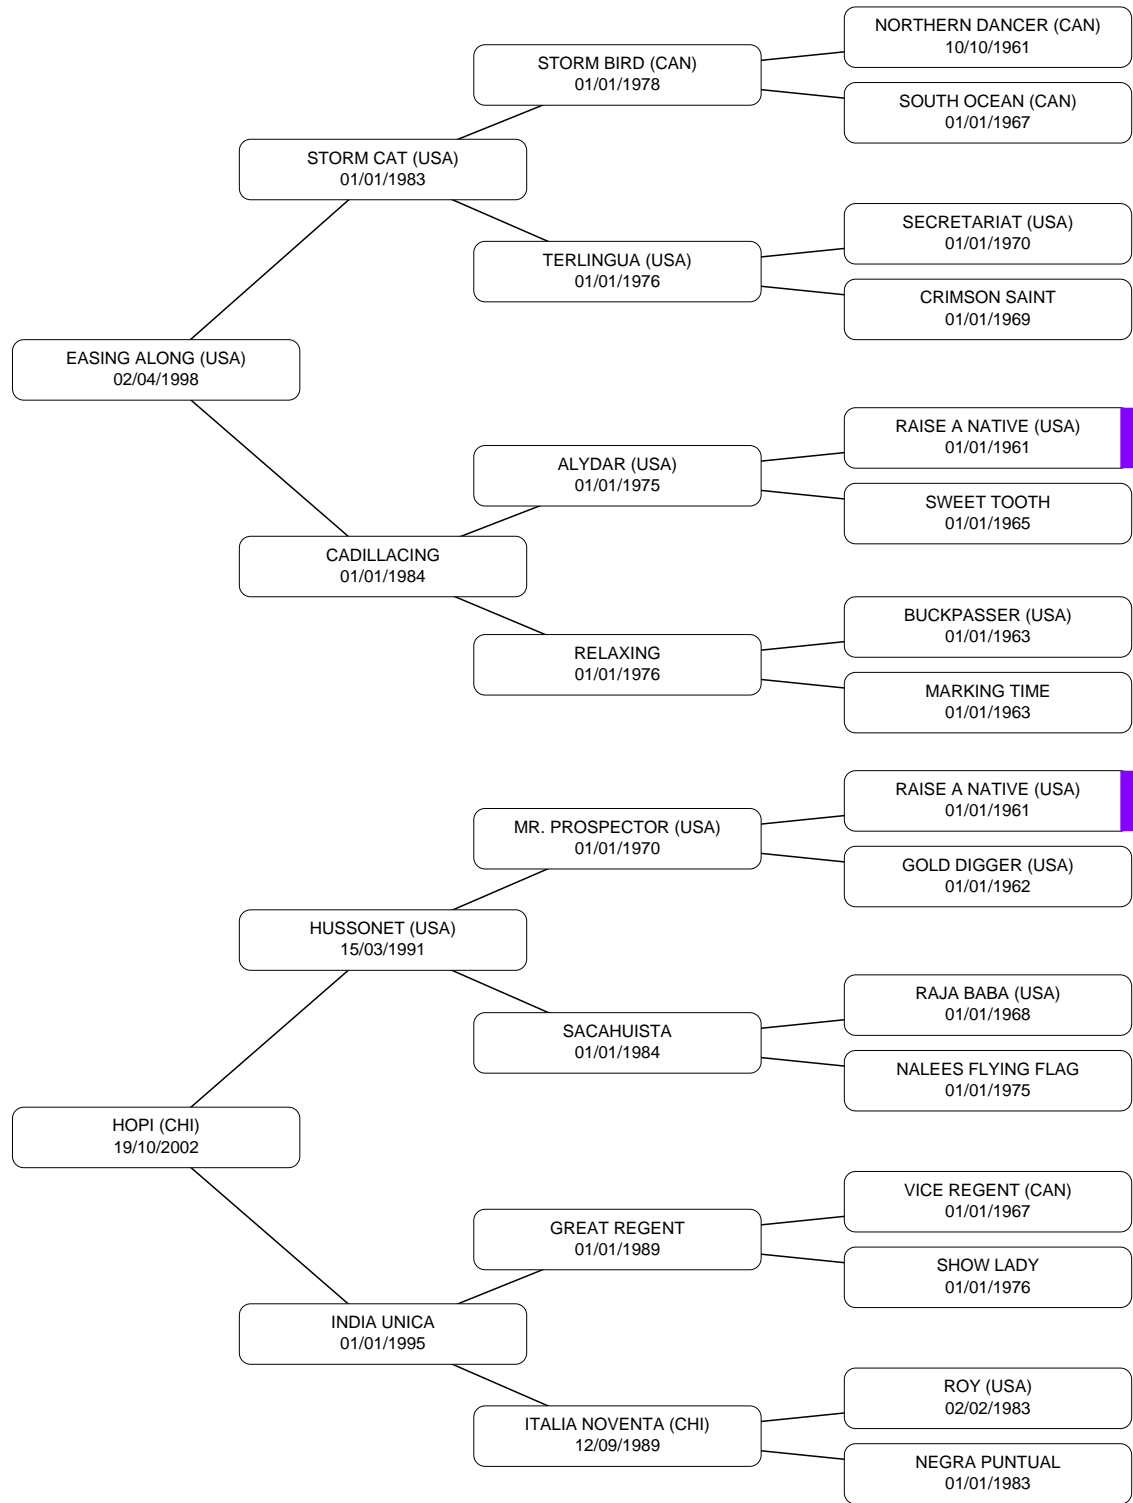 NORTHERN DANCER (CAN)
10/10/1961
STORM BIRD (CAN)
01/01/1978
SOUTH OCEAN (CAN)
01/01/1967
STORM CAT (USA)
01/01/1983
SECRETARIAT (USA)
01/01/1970
TERLINGUA (USA)
01/01/1976
CRIMSON SAINT
01/01/1969
EASING ALONG (USA)
02/04/1998
RAISE A NATIVE (USA)
01/01/1961
ALYDAR (USA)
01/01/1975
SWEET TOOTH
01/01/1965
CADILLACING
01/01/1984
BUCKPASSER (USA)
01/01/1963
RELAXING
01/01/1976
MARKING TIME
01/01/1963
RAISE A NATIVE (USA)
01/01/1961
MR. PROSPECTOR (USA)
01/01/1970
GOLD DIGGER (USA)
01/01/1962
HUSSONET (USA)
15/03/1991
RAJA BABA (USA)
01/01/1968
SACAHUISTA
01/01/1984
NALEES FLYING FLAG
01/01/1975
HOPI (CHI)
19/10/2002
VICE REGENT (CAN)
01/01/1967
GREAT REGENT
01/01/1989
SHOW LADY
01/01/1976
INDIA UNICA
01/01/1995
ROY (USA)
02/02/1983
ITALIA NOVENTA (CHI)
12/09/1989
NEGRA PUNTUAL
01/01/1983